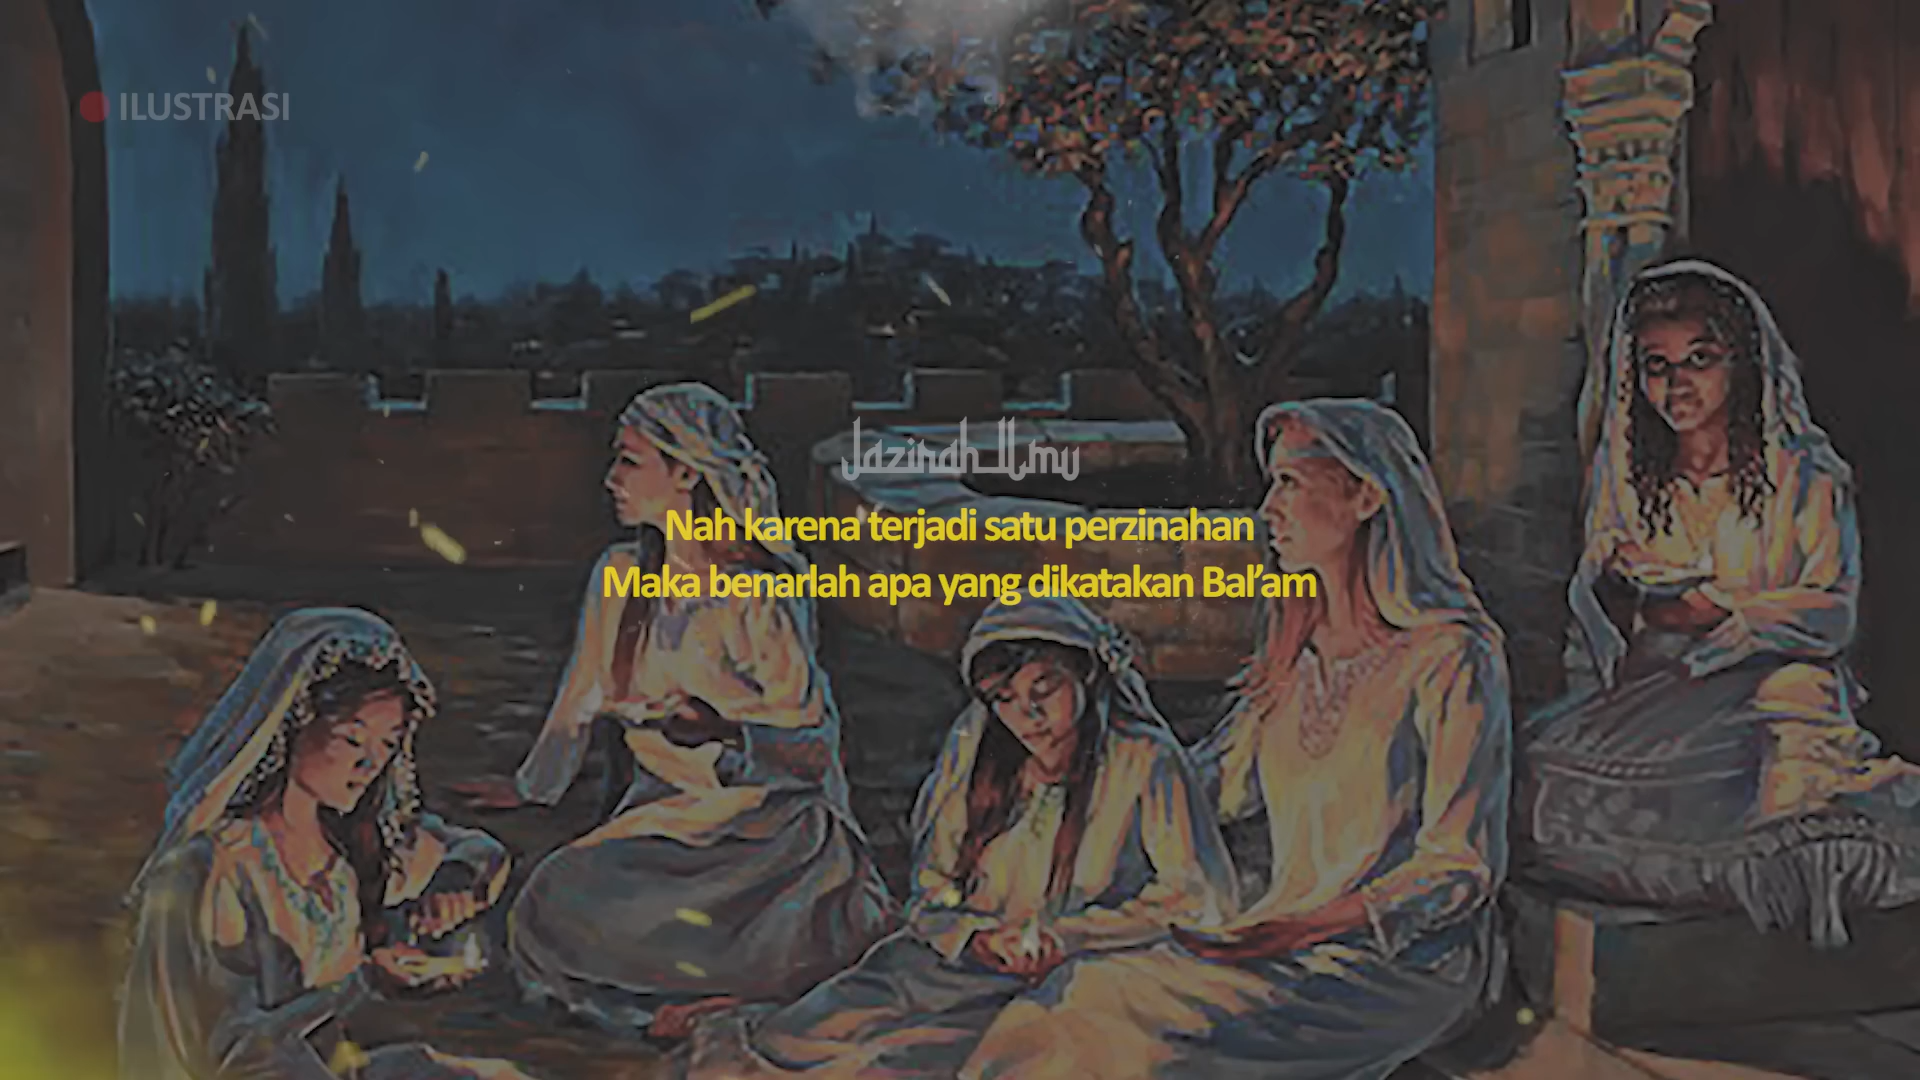 ILUSTRASI
Jazirah Ilmu
Nah karena terjadi satu perzinahan
Maka benarlah apa yang dikatakan Bal'am